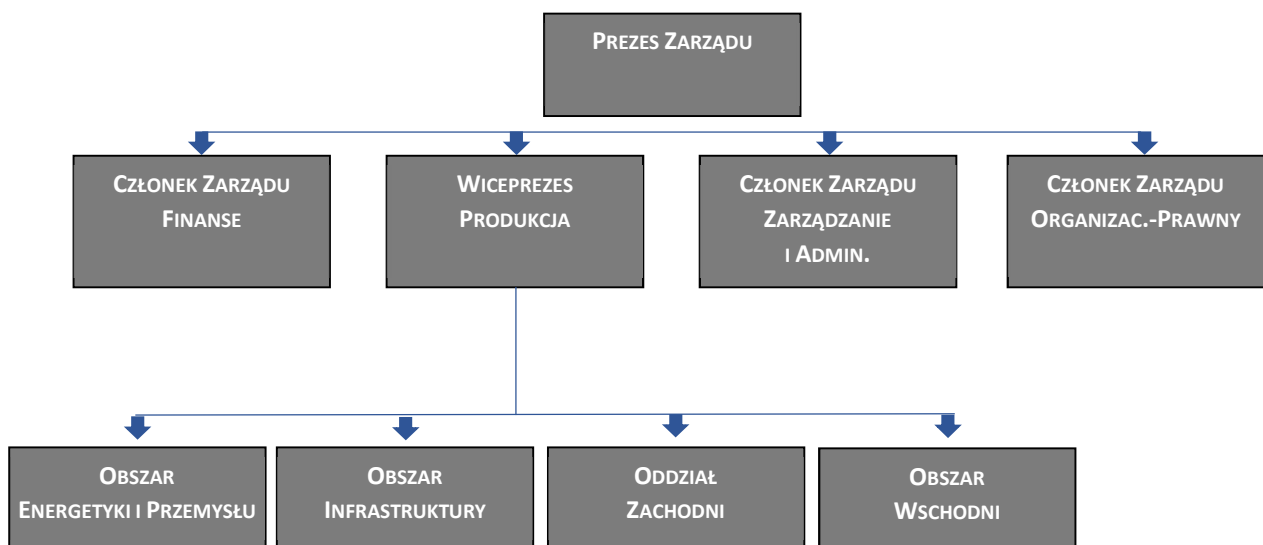 PREZES ZARZĄDU
CZŁONEK ZARZĄDU
FINANSE
WICEPREZES
PRODUKCJA
CZŁONEK ZARZĄDU
ZARZĄDZANIE
I ADMIN.
CZŁONEK ZARZĄDU
ORGANIZAC.-PRAWNY
OBSZAR
ENERGETYKI I PRZEMYSŁU
OBSZAR
INFRASTRUKTURY
ODDZIAŁ
ZACHODNI
OBSZAR
WSCHODNI